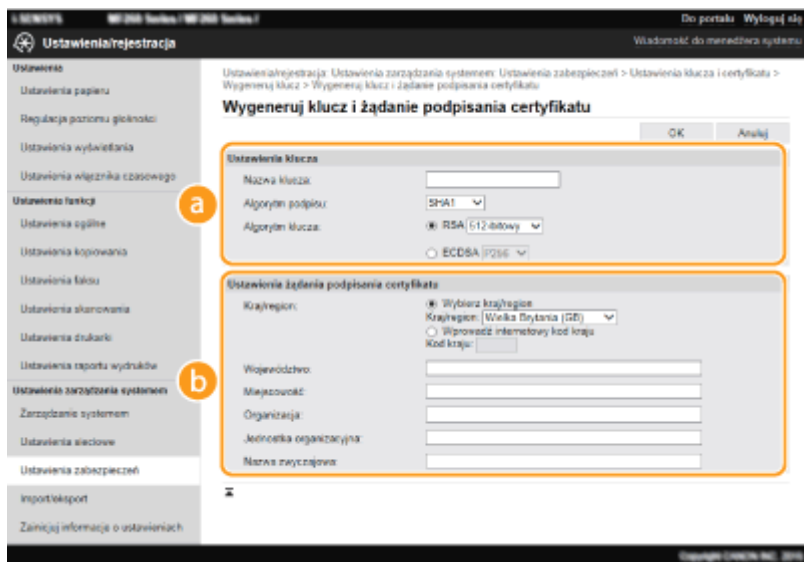 Do portalu Wyloguj się
Ustawienia/rejestracja
Wiadomość do menedżera systemu
Ustawienia
Ustawienia papieru
Regulacja poziomu głośności
Ustawienia wyświetlania
Ustawienia włącznika czasowego
Ustawienia funkcji
Ustawienia ogólne
Ustawienia kopiowania
Ustawienia faksu
Ustawienia skanowania
Ustawienia drukarki
Ustawienia raportu wydruków
Ustawienia zarządzania systemem
Zarządzanie systemem
Ustawienia sieciowe
Ustawienia zabezpieczeń
Import/eksport
Zainicjuj informacje o ustawieniach
Ustawienia/rejestracja: Ustawienia zarządzania systemem: Ustawienia zabezpieczeń > Ustawienia klucza i certyfikatu >
Wygeneruj klucz > Wygeneruj klucz i żądanie podpisania certyfikatu
Wygeneruj klucz i żądanie podpisania certyfikatu
OK Anuluj
a
Ustawienia klucza
Nazwa klucza:
Algorytm podpisu: SHA1
Algorytm klucza: RSA 512-bitowy
ECDSA P256
b
Ustawienia żądania podpisania certyfikatu
Kraj/region: Wybierz kraj/region
Kraj/region: Wielka Brytania (GB)
Wprowadź internetowy kod kraju
Kod kraju:
Województwo:
Miejscowość:
Organizacja:
Jednostka organizacyjna:
Nazwa zwyczajowa:
Copyright CANON INC. 2016